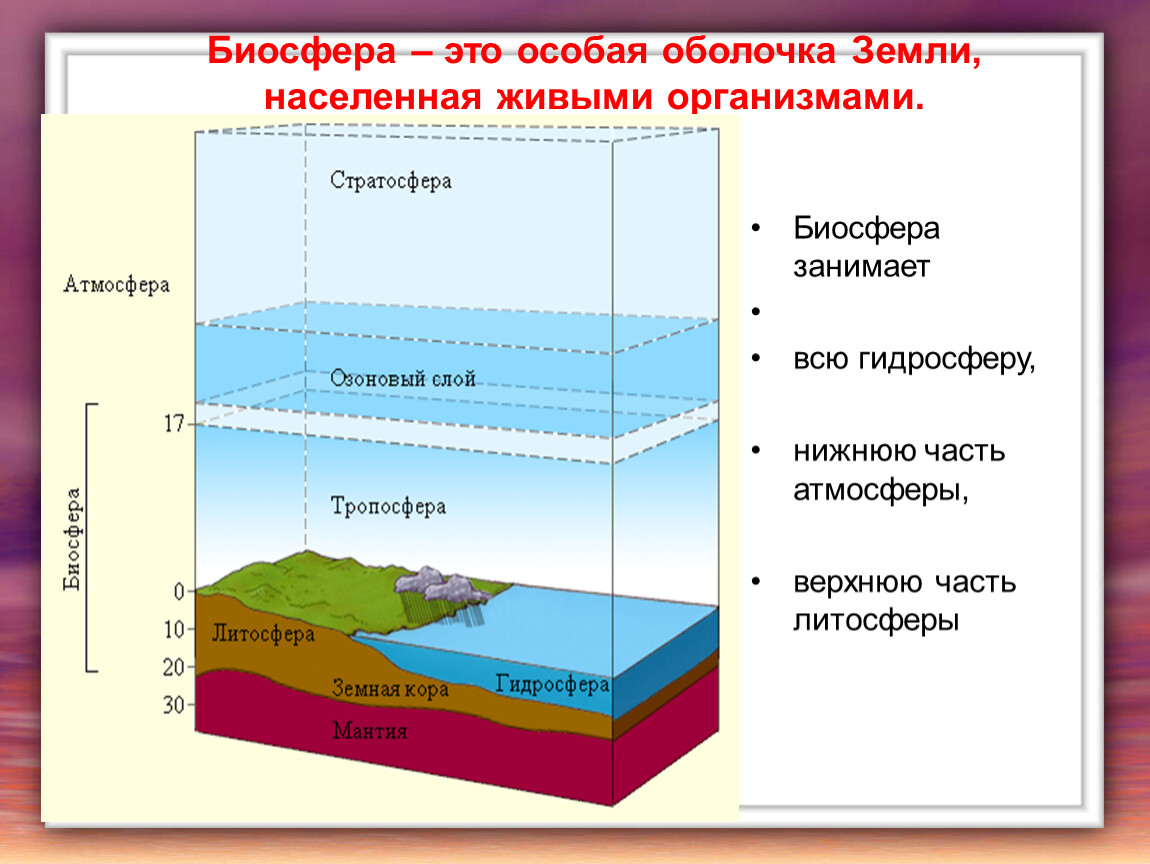 Биосфера – это особая оболочка Земли,
населенная живыми организмами.
Стратосфера
Атмосфера
Озоновый слой
17
Тропосфера
Биосфера
0
10
Литосфера
20
Земная кора
Гидросфера
30
Мантия
• Биосфера
занимает
•
• всю гидросферу,
• нижнюю часть
атмосферы,
• верхнюю часть
литосферы